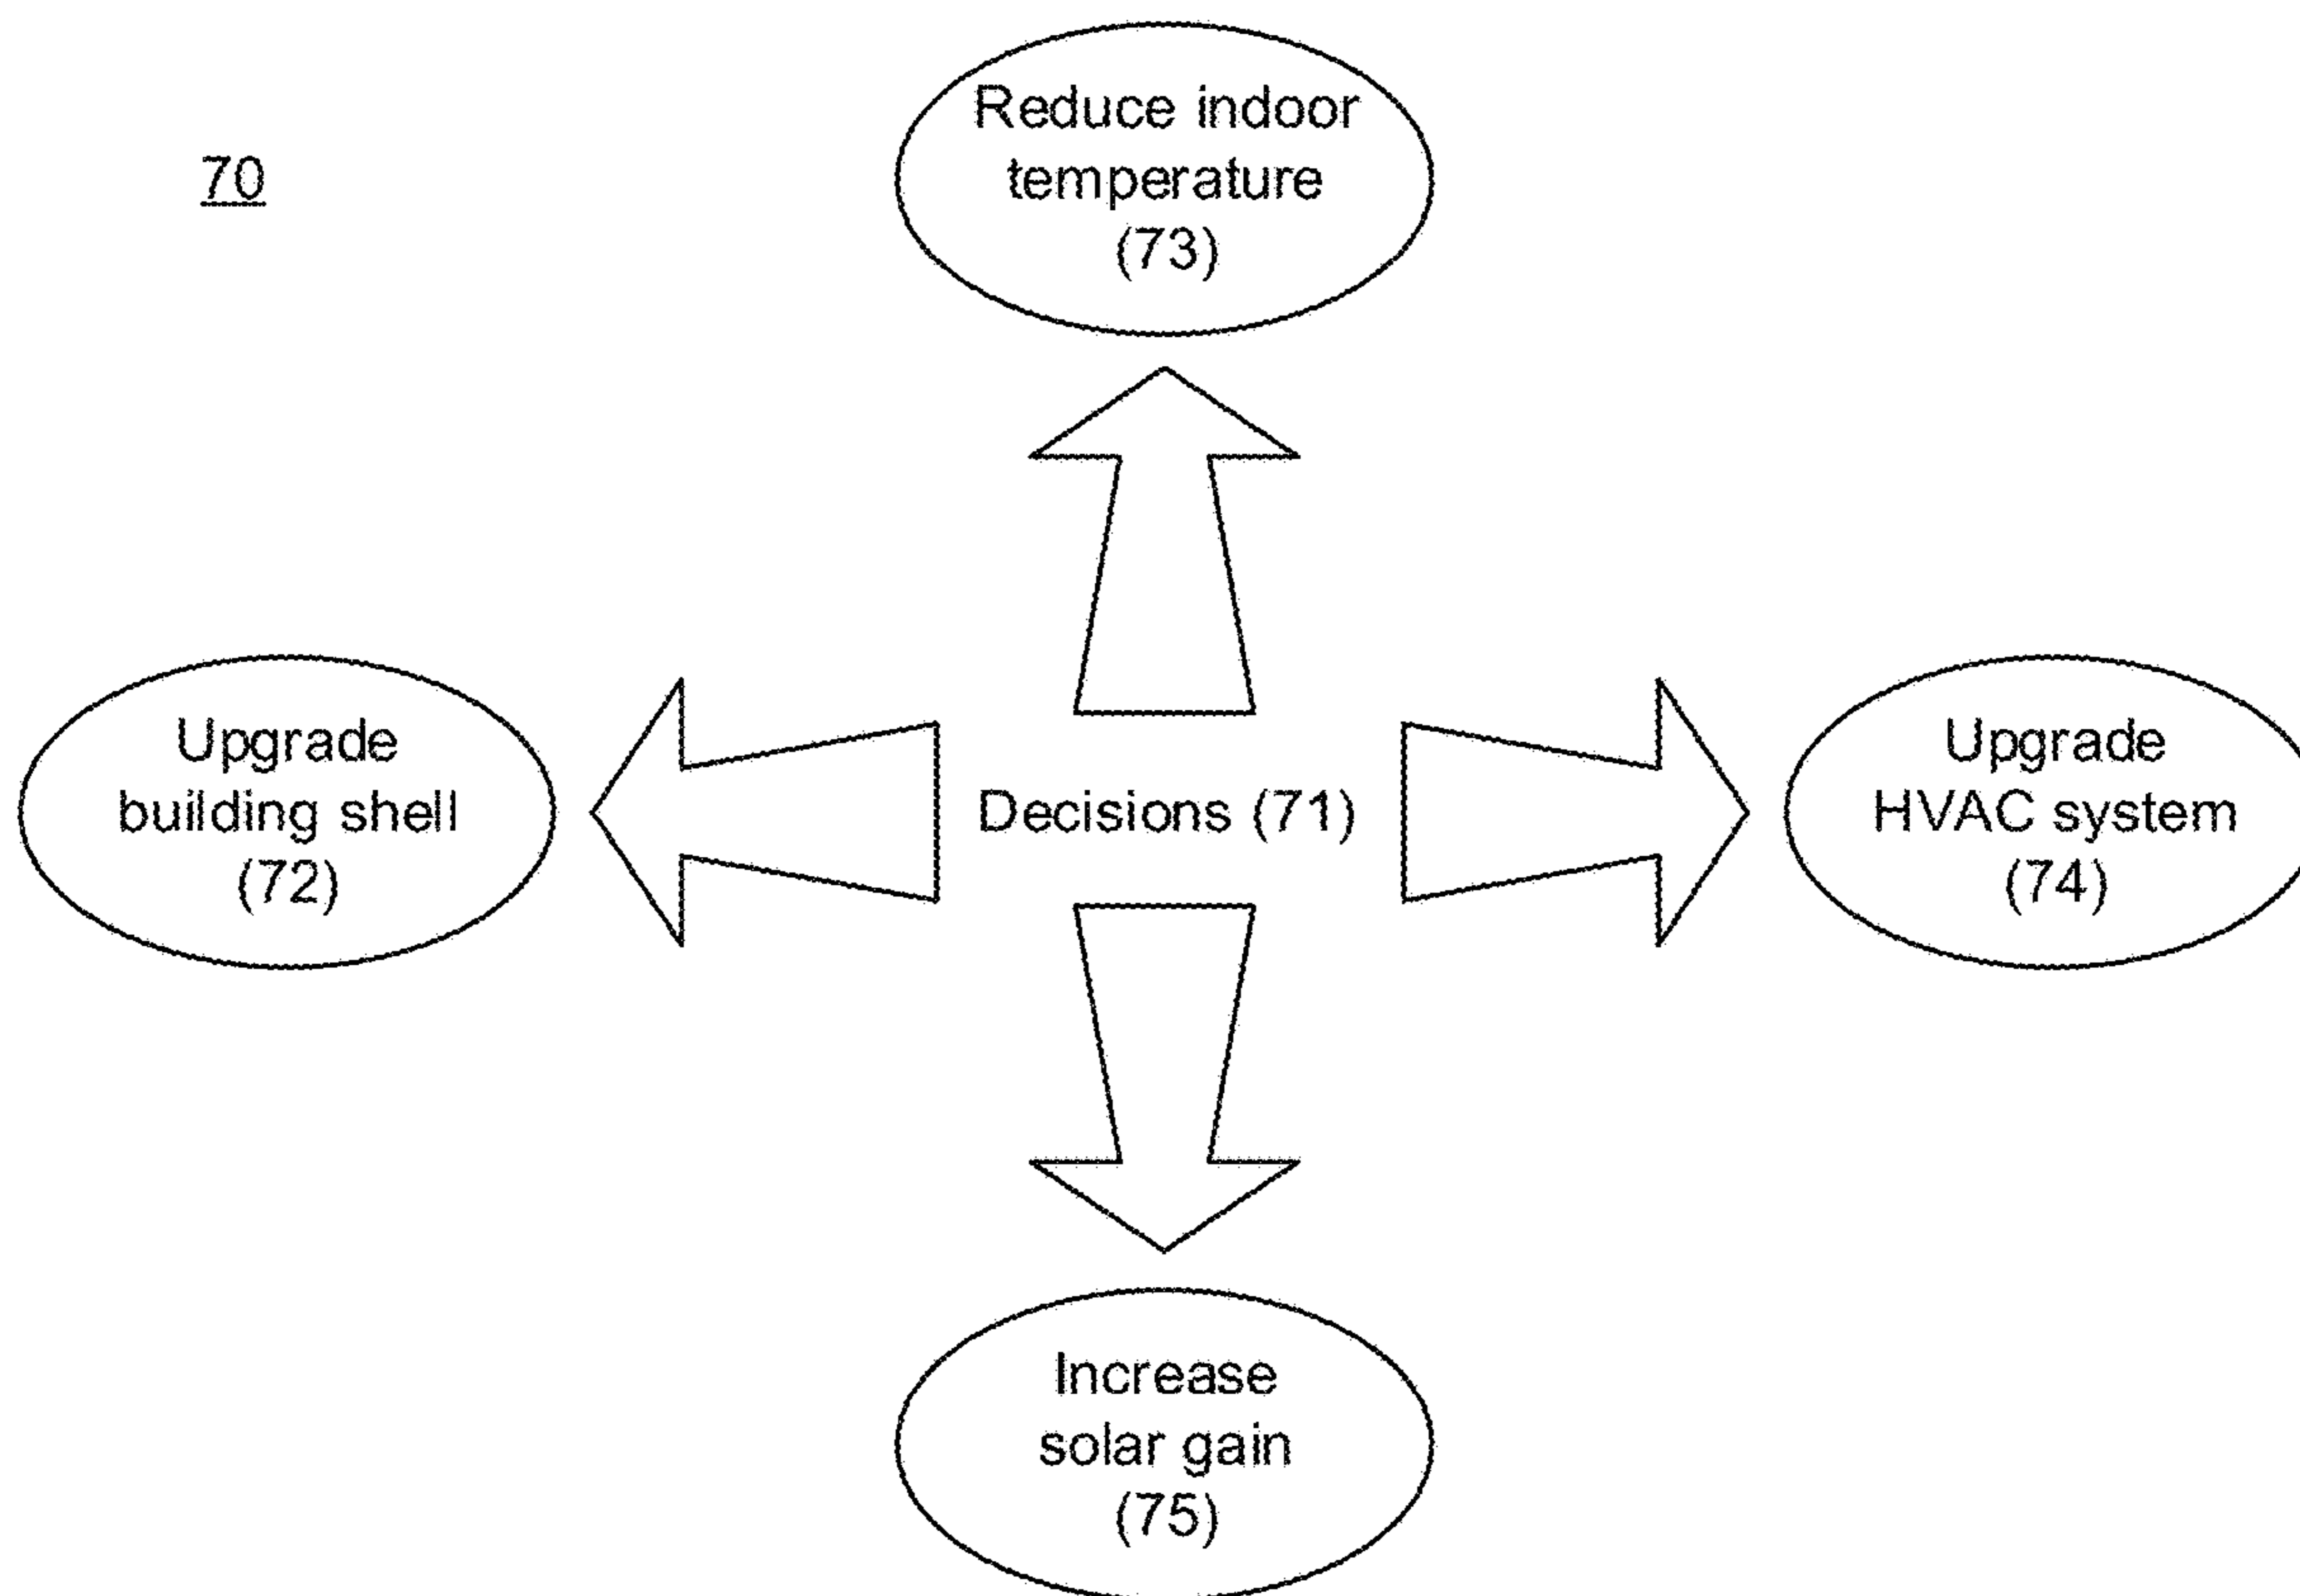 70
Reduce indoor
temperature
(73)
Upgrade
building shell
(72)
Decisions (71)
Upgrade
HVAC system
(74)
Increase
solar gain
(75)